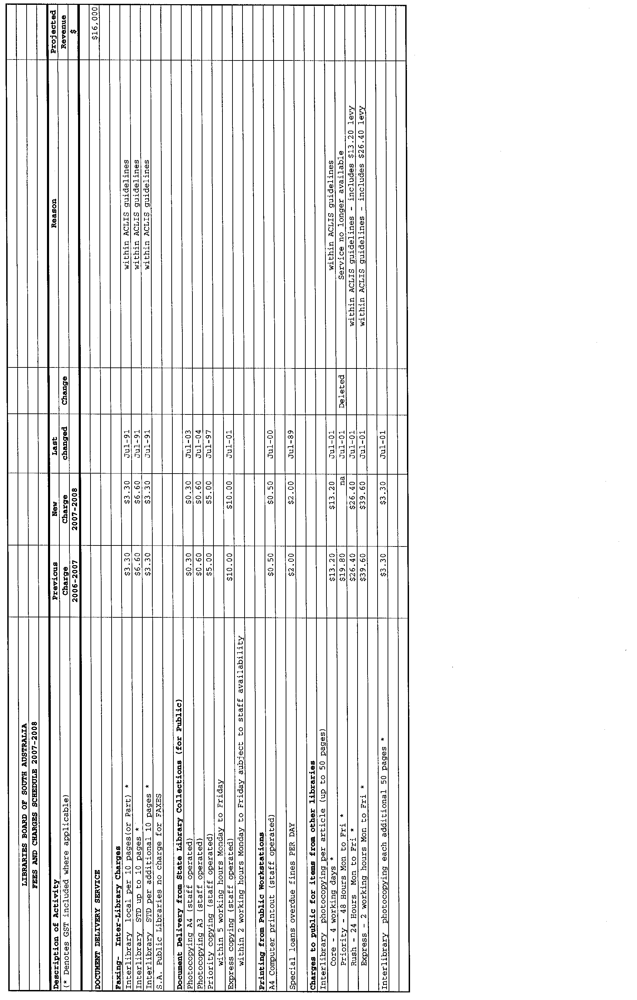 LIBRARIES BOARD OF SOUTH AUSTRALIA
FEES AND CHARGES SCHEDULE 2007-2008
Description of Activity Previous New Last Reason Projected
(* Denotes GST included where applicable) Charge Charge changed Change Revenue
2006-2007 2007-2008 $
DOCUMENT DELIVERY SERVICE $16,000
Faxing- Inter-Library Charges
Interlibrary local per 10 pages(or Part) * $3.30 $3.30 Jul-91 within ACLIS guidelines
Interlibrary STD up to 10 pages * $6.60 $6.60 Jul-91 within ACLIS guidelines
Interlibrary STD per additional 10 pages * $3.30 $3.30 Jul-91 within ACLIS guidelines
S.A. Public Libraries no charge for FAXES
Document Delivery from State Library Collections (for Public)
Photocopying A4 (staff operated) $0.30 $0.30 Jul-03
Photocopying A3 (staff operated) $0.60 $0.60 Jul-04
Priority copying (staff operated) $5.00 $5.00 Jul-97
within 5 working hours Monday to Friday
Express copying (staff operated) $10.00 $10.00 Jul-01
within 2 working hours Monday to Friday aubject to staff availability
Printing from Public Workstations
A4 Computer printout (staff operated) $0.50 $0.50 Jul-00
Special loans overdue fines PER DAY $2.00 $2.00 Jul-89
Charges to public for items from other libraries
Interlibrary photocopying per article (up to 50 pages)
Core - 4 working days * $13.20 $13.20 Jul-01 within ACLIS guidelines
Priority - 48 Hours Mon to Fri * $19.80 na Jul-01 Deleted Service no longer available
Rush - 24 Hours Mon to Fri * $26.40 $26.40 Jul-01 within ACLIS guidelines - includes $13.20 levy
Express - 2 working hours Mon to Fri * $39.60 $39.60 Jul-01 within ACLIS guidelines - includes $26.40 levy
Interlibrary photocopying each additional 50 pages * $3.30 $3.30 Jul-01